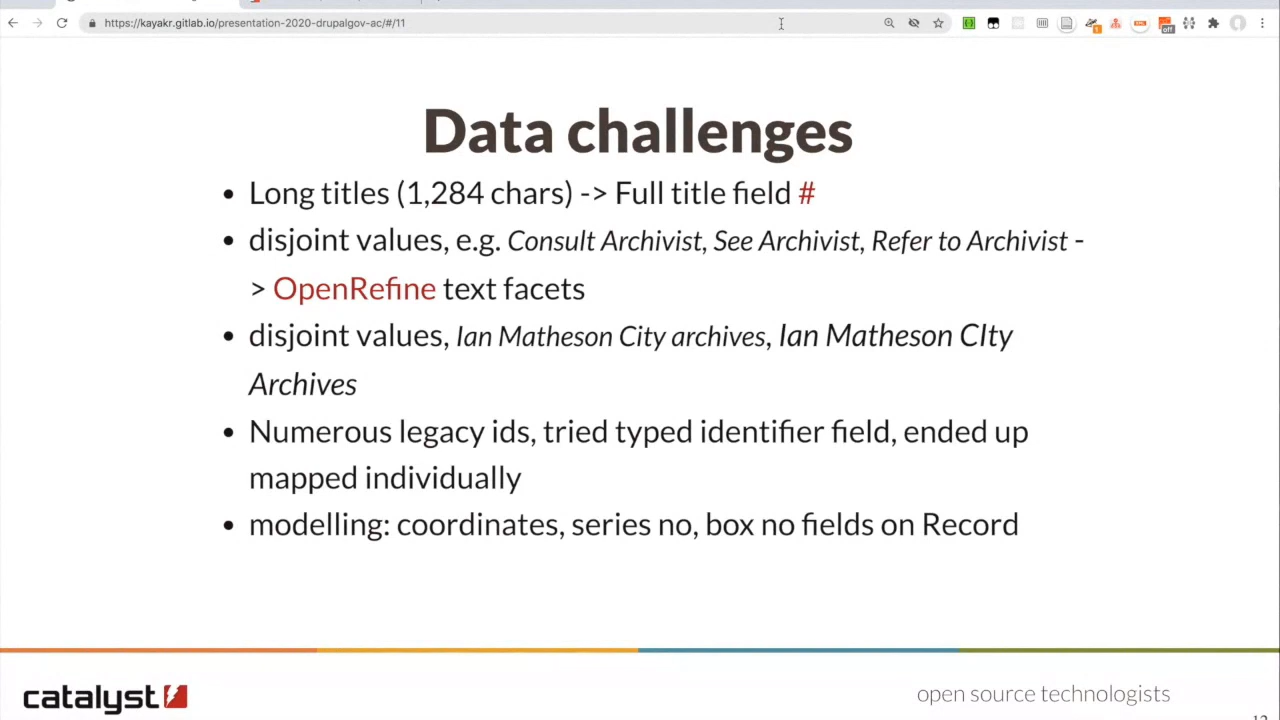 https://kayakr.gitlab.io/presentation-2020-drupalgov-ac/#/11
Data challenges
• Long titles (1,284 chars) -> Full title field #
• disjoint values, e.g. Consult Archivist, See Archivist, Refer to Archivist -
> OpenRefine text facets
• disjoint values, Ian Matheson City archives, Ian Matheson CIty
Archives
• Numerous legacy ids, tried typed identifier field, ended up
mapped individually
• modelling: coordinates, series no, box no fields on Record
catalyst
open source technologists